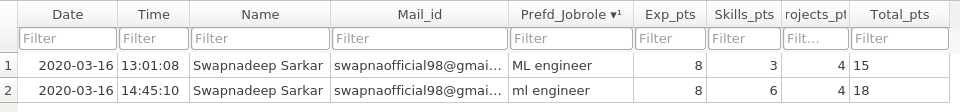 Date Time Name Mail_id Prefd_Jobrole ▾¹ Exp_pts Skills_pts rojects_pt Total_pts
Filter Filter Filter Filter Filter Filter Filter Filt... Filter
1 2020-03-16 13:01:08 Swapnadeep Sarkar swapnaofficial98@gmai... ML engineer 8 3 4 15
2 2020-03-16 14:45:10 Swapnadeep Sarkar swapnaofficial98@gmai... ml engineer 8 6 4 18